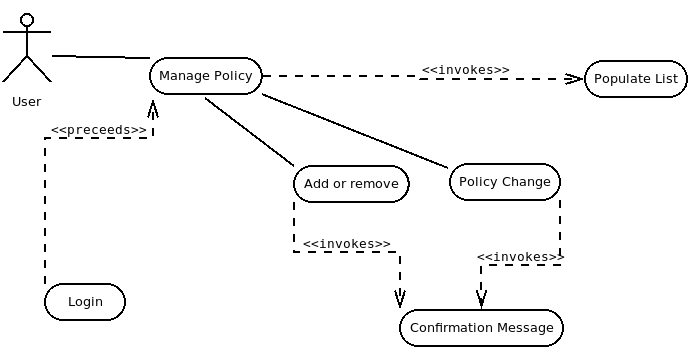 <<invokes>>
Manage Policy
Populate List
User
<<preceeds>>
Add or remove
Policy Change
<<invokes>>
<<invokes>>
Login
Confirmation Message